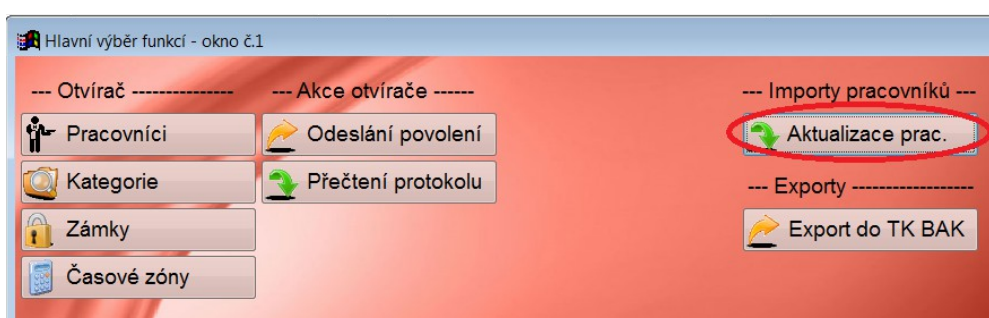 Hlavní výběr funkcí - okno č.1
--- Otvírač ---------------
Pracovníci
Kategorie
Zámky
Časové zóny
--- Akce otvírače ------
Odeslání povolení
Přečtení protokolu
--- Importy pracovníků ---
Aktualizace prac.
--- Exporty ------------------
Export do TK BAK